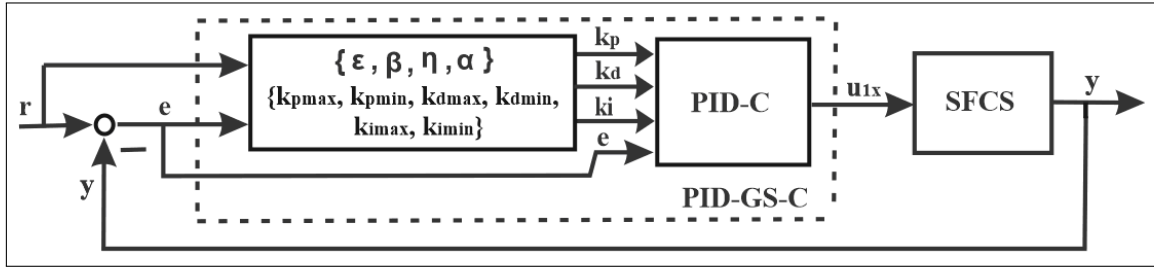 r
e
y
{ε,β,η,α}
{kpmax, kpmin, kdmax, kdmin,
kimax, kimin}
kp
kd
ki
e
PID-C
PID-GS-C
u1x
SFCS
y